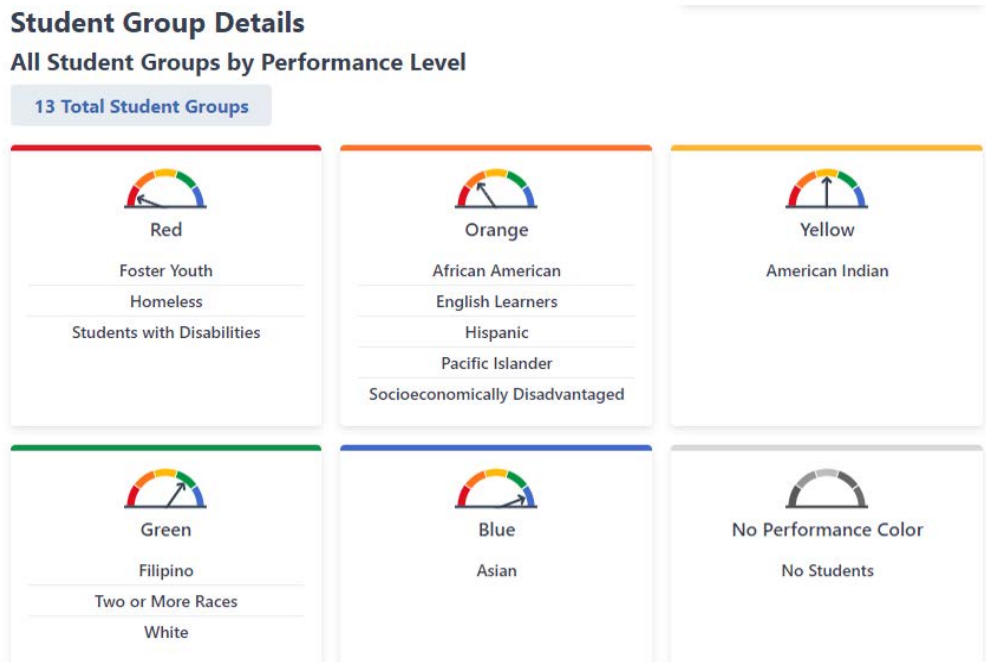 Student Group Details
All Student Groups by Performance Level
13 Total Student Groups
Red
Foster Youth
Homeless
Students with Disabilities
Orange
African American
English Learners
Hispanic
Pacific Islander
Socioeconomically Disadvantaged
Yellow
American Indian
Green
Filipino
Two or More Races
White
Blue
Asian
No Performance Color
No Students